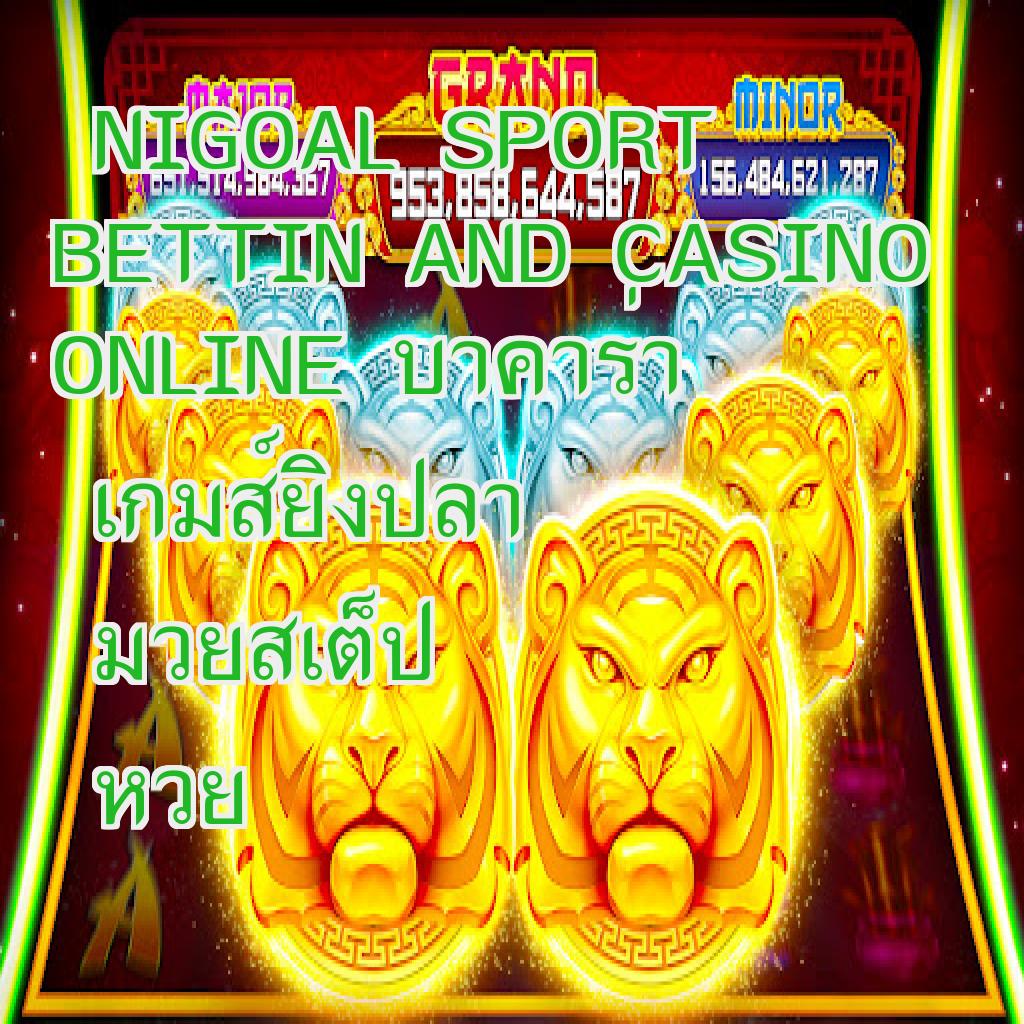 MAJOR GRAND MINOR
953,858,644,587 156,484,621,287
NIGOAL SPORT
BETTIN AND ÇASINO
ONLINE บาคาร่า
เกมส์ยิงปลา
มวยสเต็ป
หวย